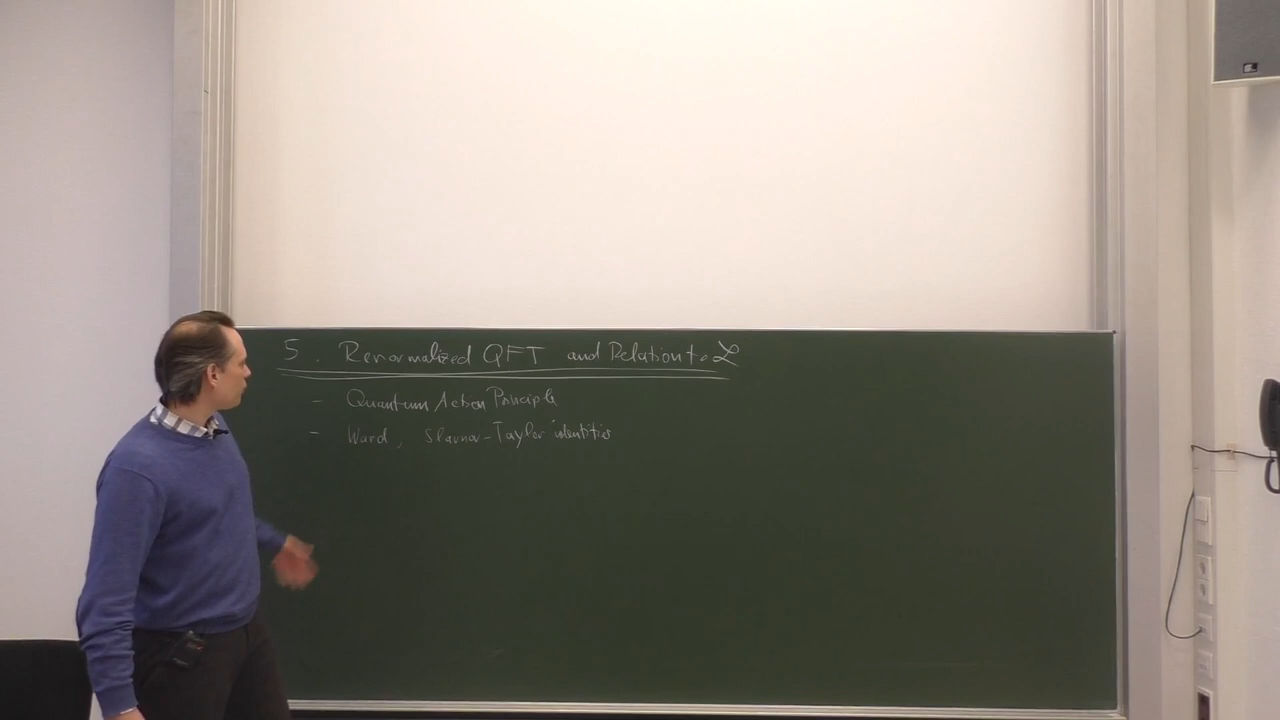 5. Renormalized QFT and Relation to ℒ
- Quantum Action Principle
- Ward, Slavnov-Taylor identities